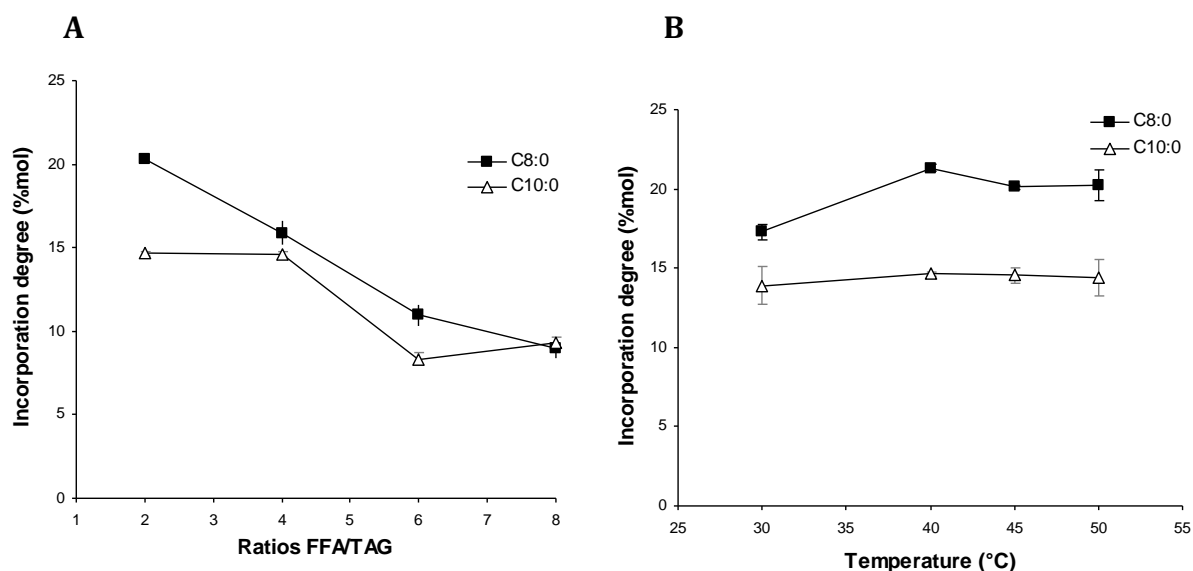 A
25
20
15
10
5
0
Incorporation degree (%mol)
C8:0
C10:0
1 2 3 4 5 6 7 8
Ratios FFA/TAG
B
25
20
15
10
5
0
Incorporation degree (%mol)
C8:0
C10:0
25 30 35 40 45 50 55
Temperature (°C)